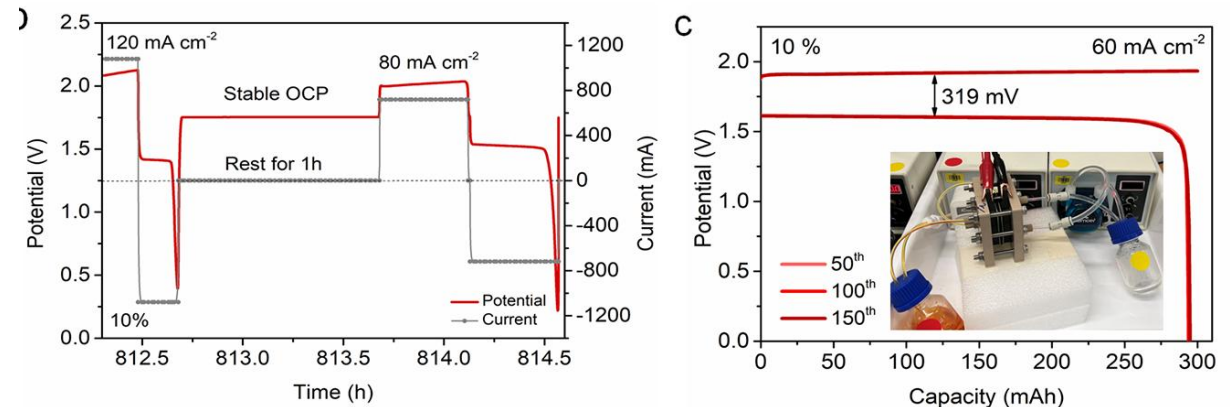 120 mA cm⁻²
80 mA cm⁻²
Stable OCP
Rest for 1h
10%
Potential
Current
2.5
2.0
1.5
1.0
0.5
0.0
Potential (V)
812.5 813.0 813.5 814.0 814.5
Time (h)
1200
800
400
0
-400
-800
-1200
Current (mA)
C
10 %
60 mA cm⁻²
319 mV
50th
100th
150th
2.0
1.5
1.0
0.5
0.0
Potential (V)
0 50 100 150 200 250 300
Capacity (mAh)